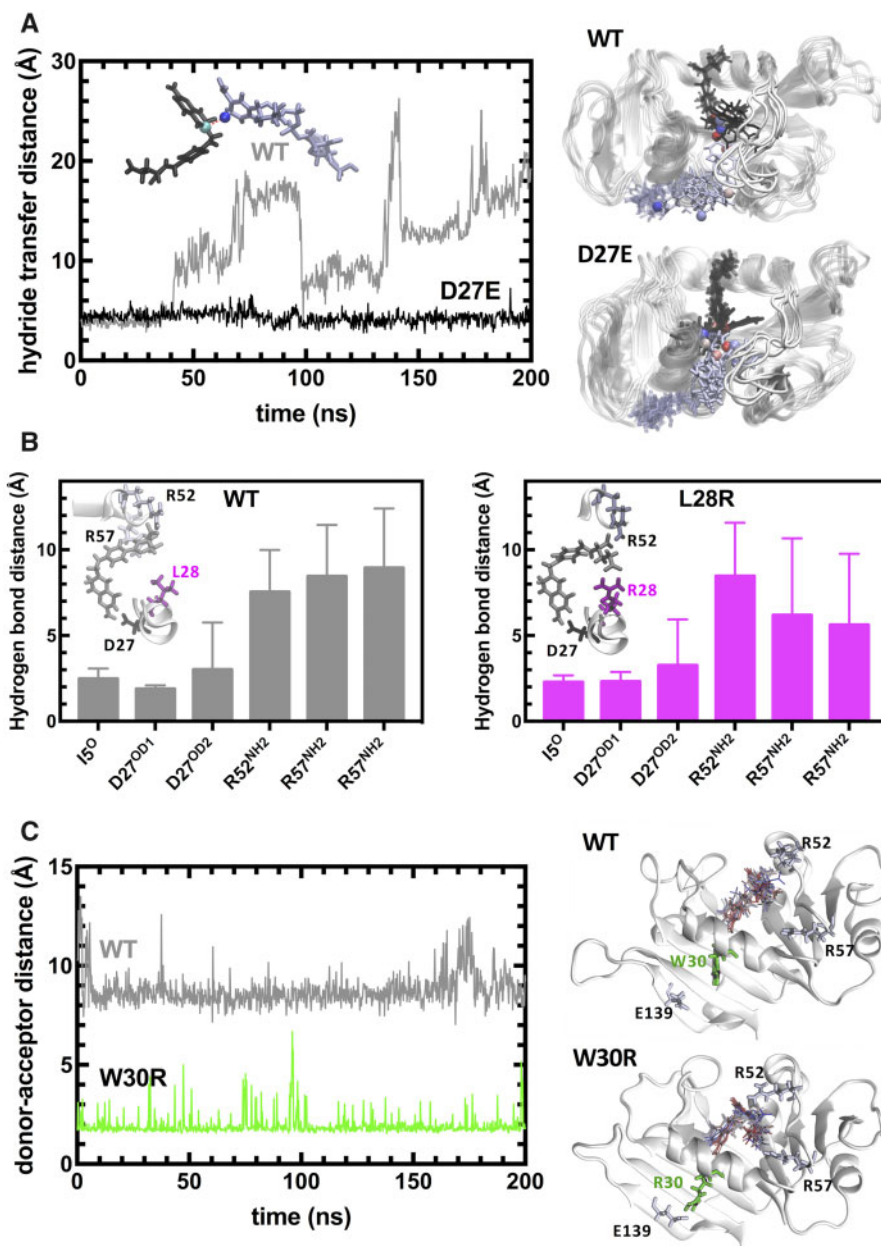 A
hydride transfer distance (Å)
30
20
10
0
0
50
100
150
200
time (ns)
WT
D27E
WT
D27E
B
Hydrogen bond distance (Å)
10
5
0
WT
R52
R57
L28
D27
I5O
D27OD1
D27OD2
R52NH2
R57NH2
R57NH2
Hydrogen bond distance (Å)
10
5
0
L28R
R52
R28
D27
I5O
D27OD1
D27OD2
R52NH2
R57NH2
R57NH2
C
donor-acceptor distance (Å)
15
10
5
0
0
50
100
150
200
time (ns)
WT
W30R
WT
R52
W30
R57
E139
W30R
R52
R30
R57
E139